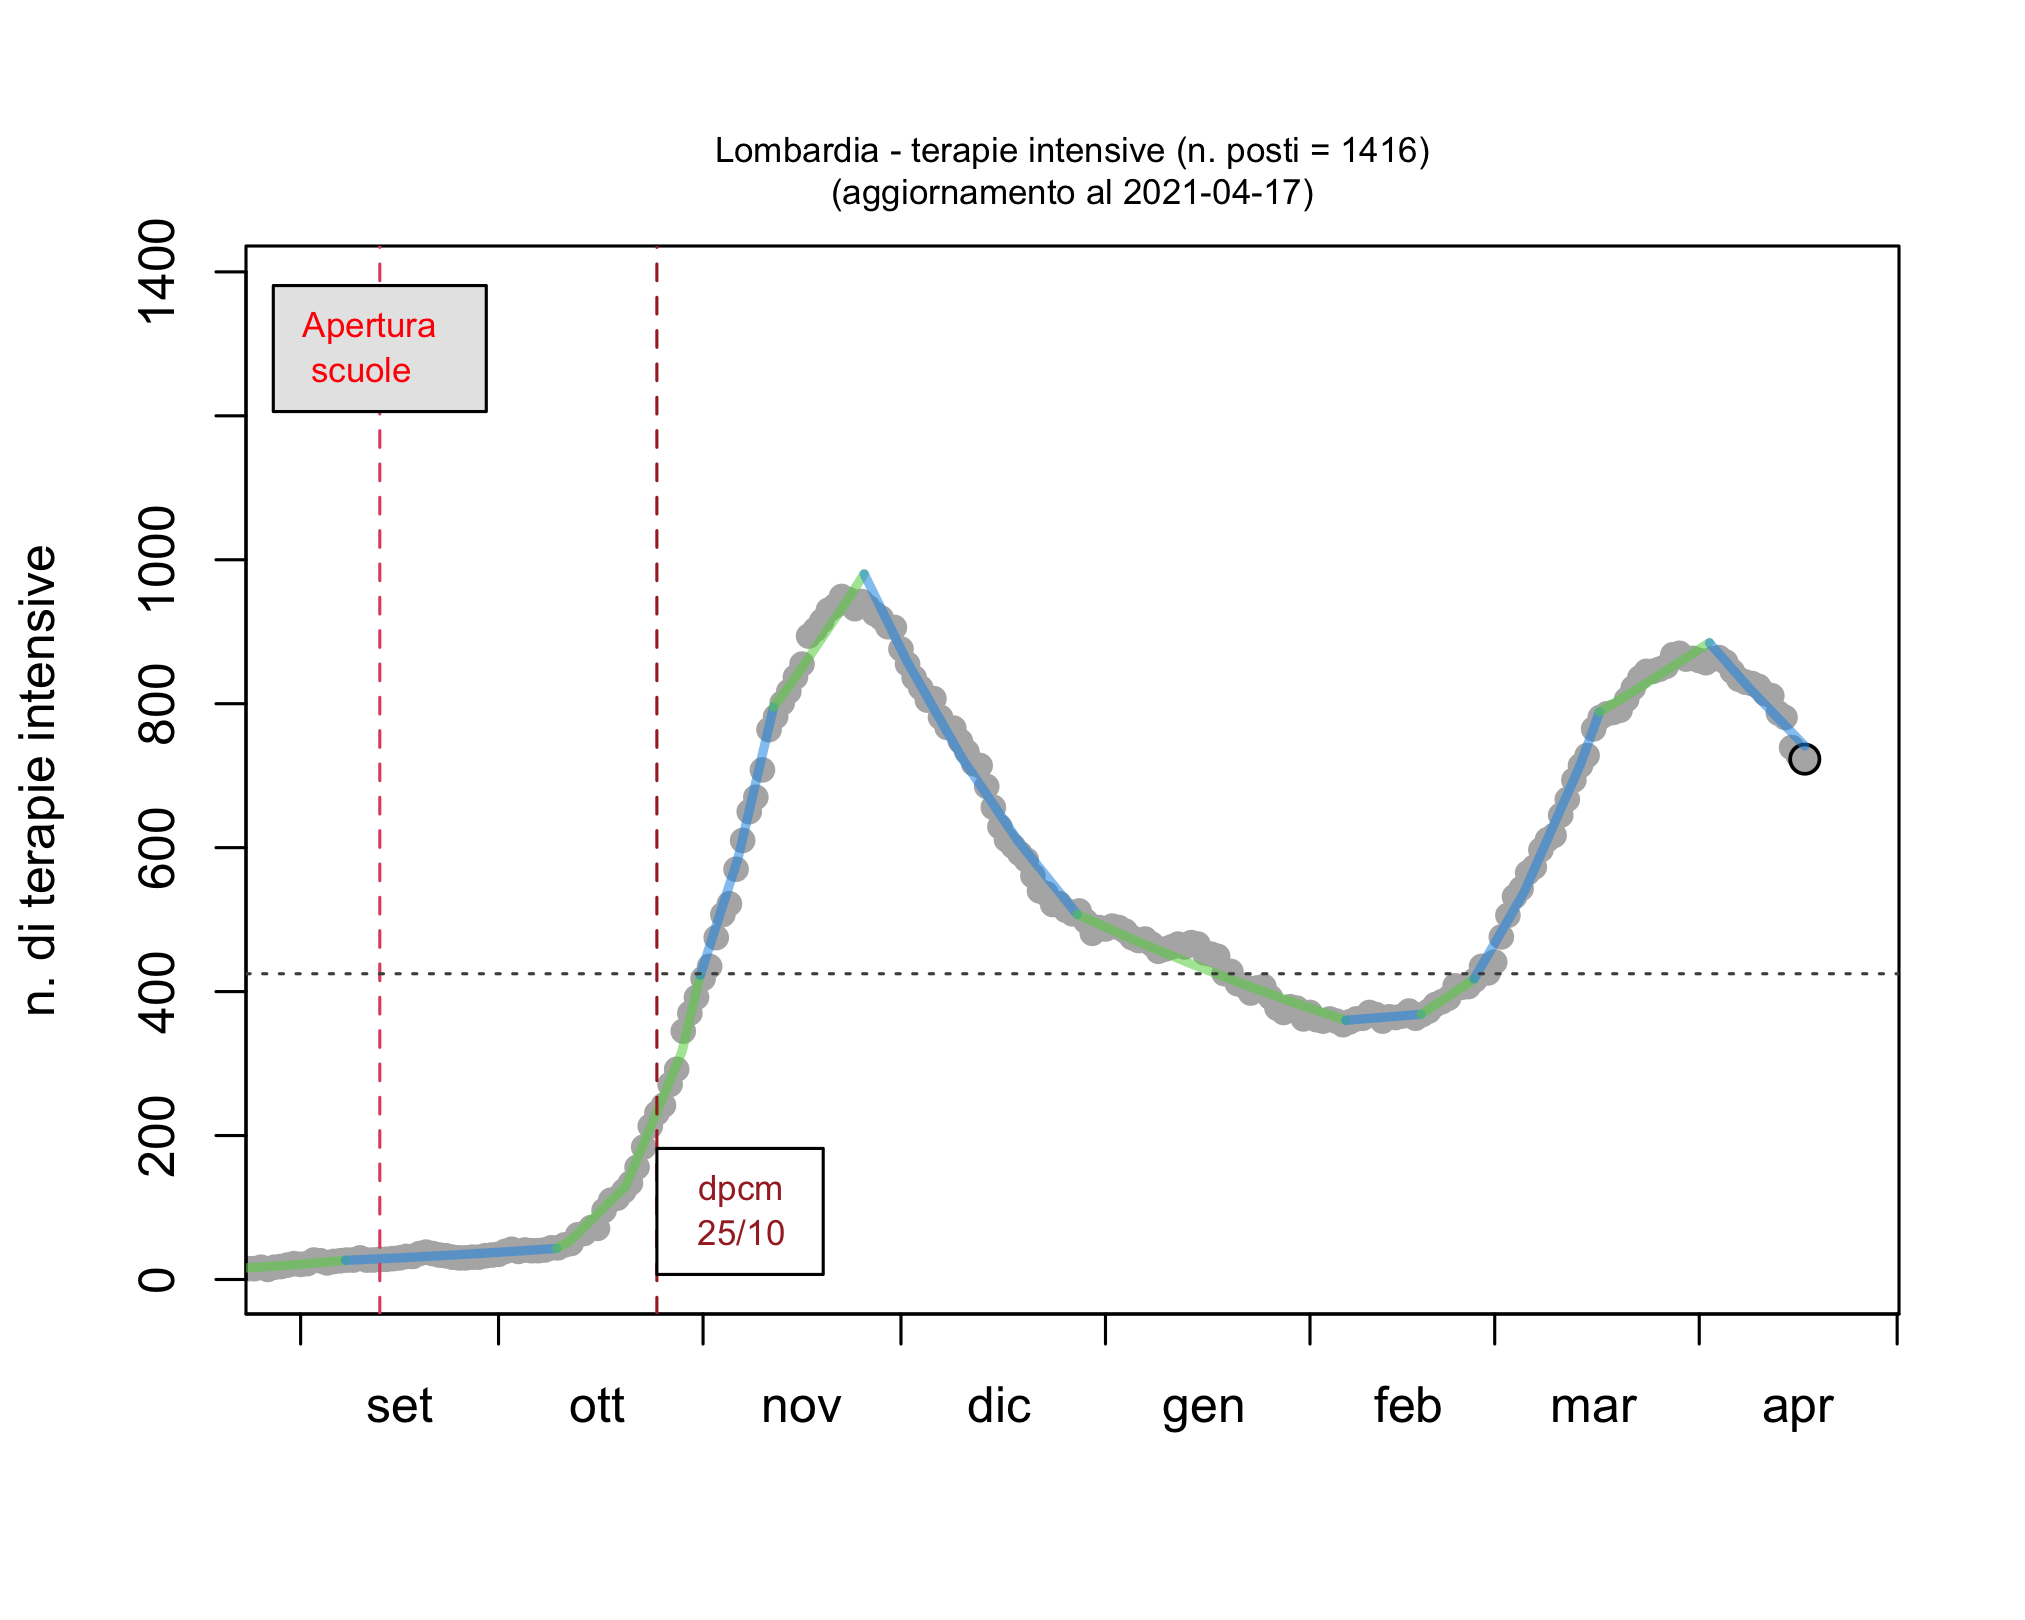 Lombardia - terapie intensive (n. posti = 1416)
(aggiornamento al 2021-04-17)
n. di terapie intensive
1400
1000
800
600
400
200
0
Apertura
scuole
dpcm
25/10
set ott nov dic gen feb mar apr